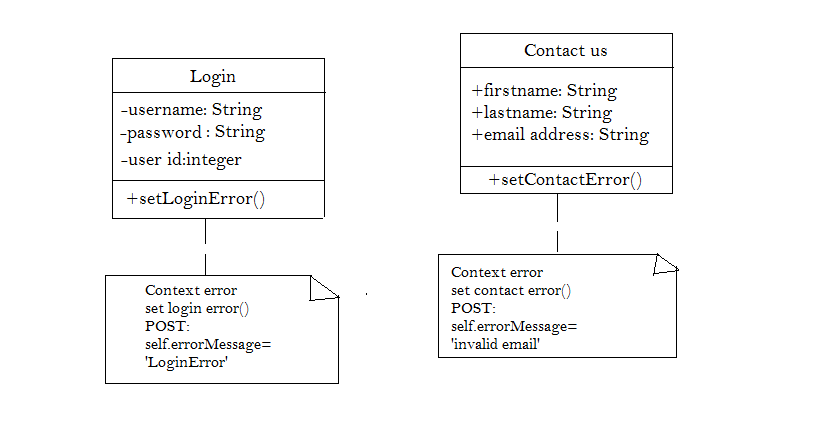 Login
-username: String
-password : String
-user id:integer
+setLoginError()
Context error
set login error()
POST:
self.errorMessage=
'LoginError'
Contact us
+firstname: String
+lastname: String
+email address: String
+setContactError()
Context error
set contact error()
POST:
self.errorMessage=
'invalid email'